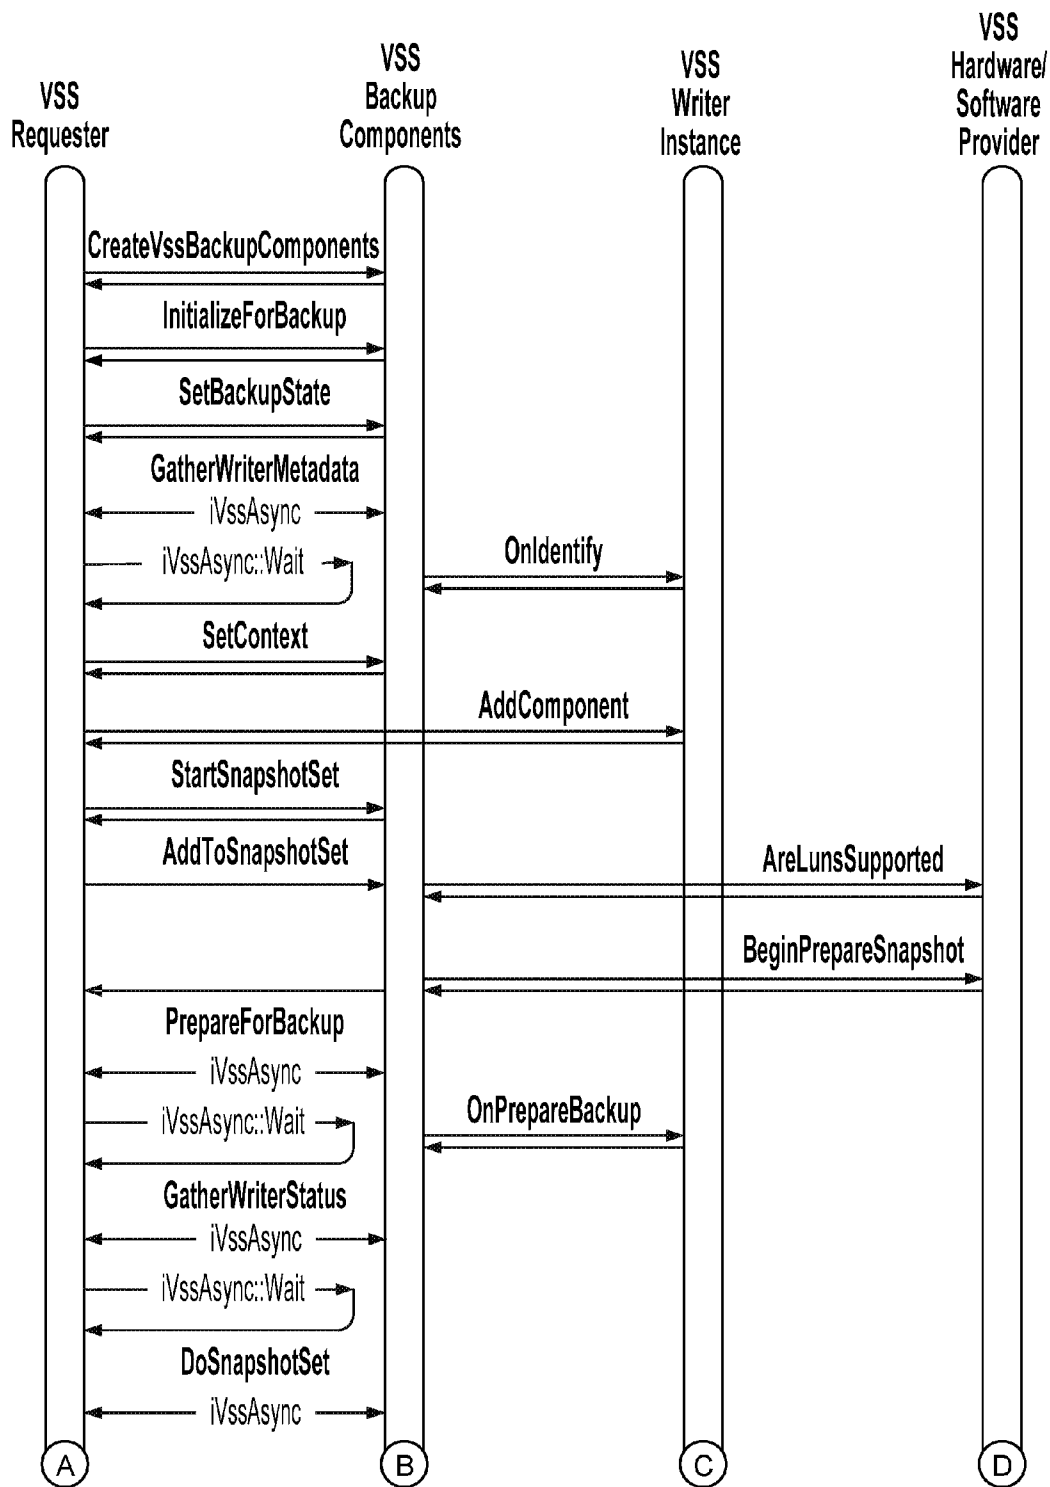 VSS
Requester
VSS
Backup
Components
VSS
Writer
Instance
VSS
Hardware/
Software
Provider
CreateVssBackupComponents
InitializeForBackup
SetBackupState
GatherWriterMetadata
iVssAsync
iVssAsync::Wait
OnIdentify
SetContext
AddComponent
StartSnapshotSet
AddToSnapshotSet
AreLunsSupported
BeginPrepareSnapshot
PrepareForBackup
iVssAsync
iVssAsync::Wait
OnPrepareBackup
GatherWriterStatus
iVssAsync
iVssAsync::Wait
DoSnapshotSet
iVssAsync
A
B
C
D